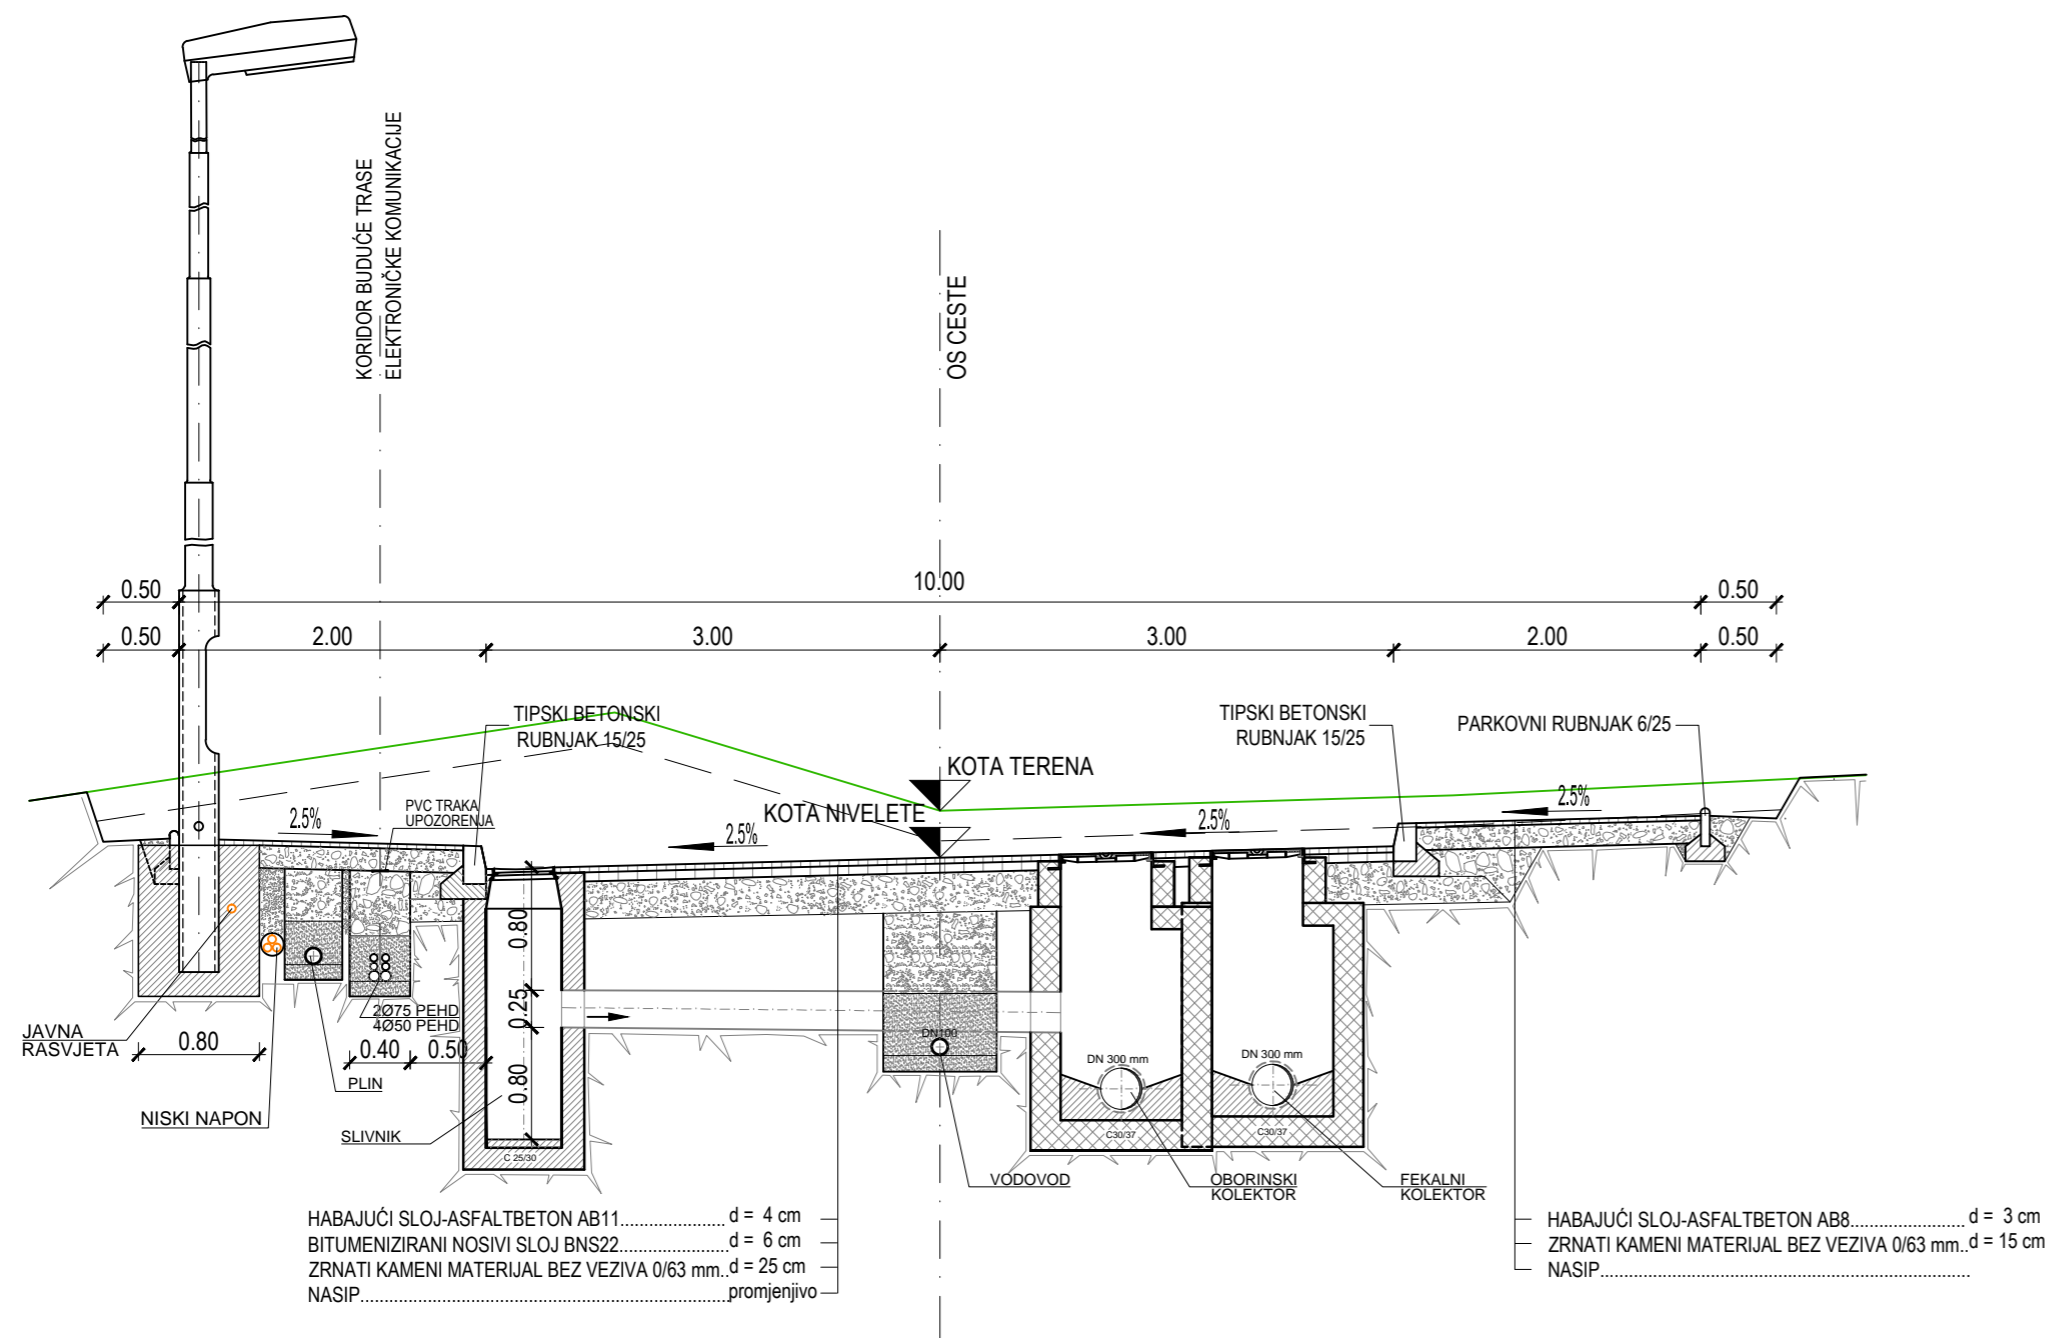 KORIDOR BUDUĆE TRASE
ELEKTRONIČKE KOMUNIKACIJE
OS CESTE
0.50
10.00
0.50
0.50
2.00
3.00
3.00
2.00
0.50
TIPSKI BETONSKI
RUBNJAK 15/25
TIPSKI BETONSKI
RUBNJAK 15/25
PARKOVNI RUBNJAK 6/25
KOTA TERENA
KOTA NIVELETE
PVC TRAKA
UPOZORENJA
2.5%
2.5%
2.5%
2.5%
0.80
0.25
0.80
2Ø75 PEHD
4Ø50 PEHD
JAVNA
RASVJETA
0.80
0.40
0.50
PLIN
NISKI NAPON
SLIVNIK
C 25/30
DN100
DN 300 mm
DN 300 mm
C30/37
C30/37
VODOVOD
OBORINSKI
KOLEKTOR
FEKALNI
KOLEKTOR
HABAJUĆI SLOJ-ASFALTBETON AB11...................... d = 4 cm
BITUMENIZIRANI NOSIVI SLOJ BNS22.......................d = 6 cm
ZRNATI KAMENI MATERIJAL BEZ VEZIVA 0/63 mm..d = 25 cm
NASIP..............................................................................promjenjivo
HABAJUĆI SLOJ-ASFALTBETON AB8........................ d = 3 cm
ZRNATI KAMENI MATERIJAL BEZ VEZIVA 0/63 mm..d = 15 cm
NASIP..............................................................................